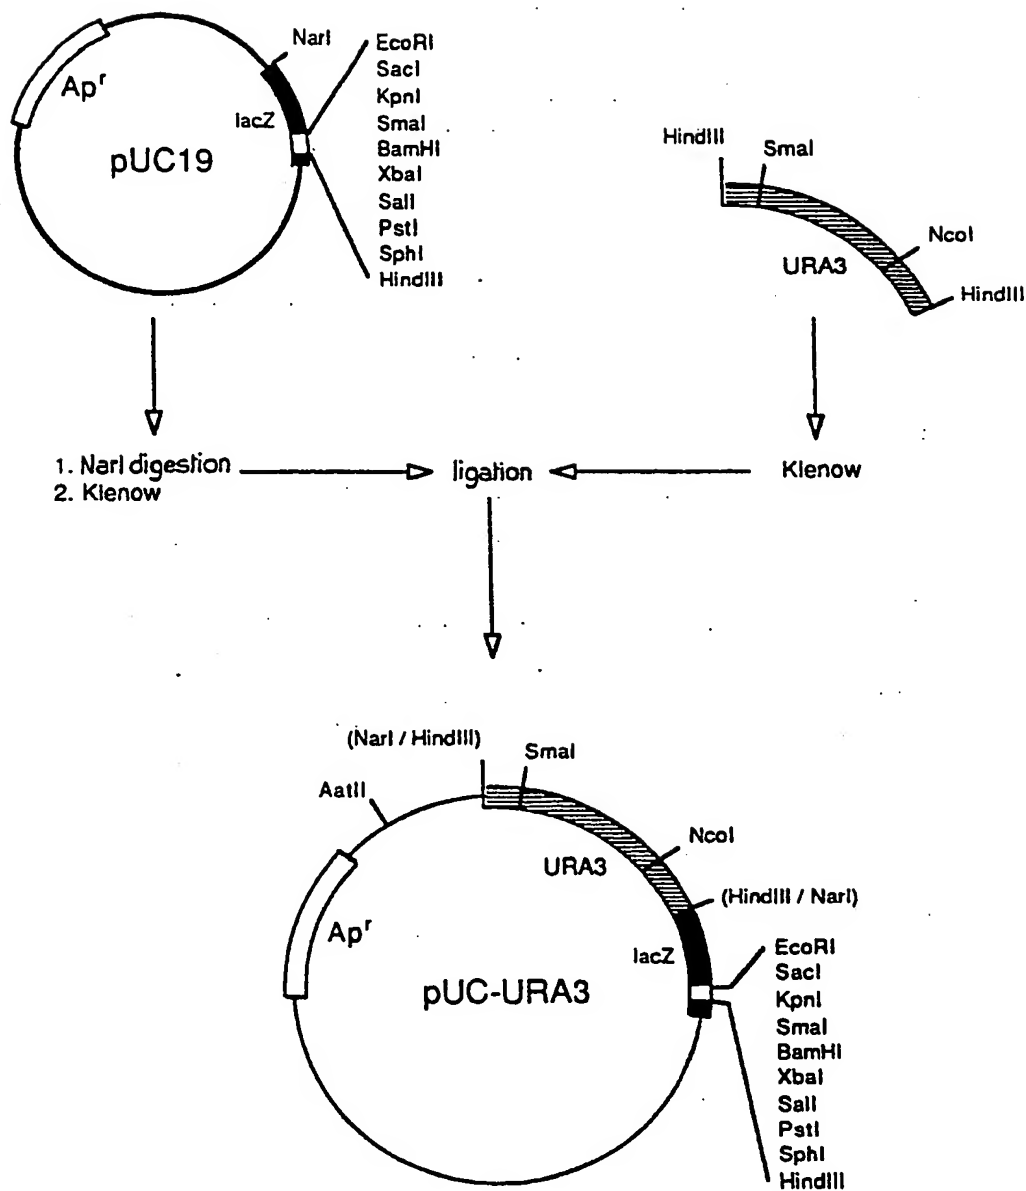 NarI
EcoRI
SacI
KpnI
SmaI
BamHI
XbaI
SalI
PstI
SphI
HindIII
Apr
lacZ
pUC19
HindIII
SmaI
NcoI
URA3
HindIII
1. NarI digestion
2. Klenow
ligation
Klenow
(NarI / HindIII)
SmaI
AatII
NcoI
URA3
(HindIII / NarI)
Apr
lacZ
pUC-URA3
EcoRI
SacI
KpnI
SmaI
BamHI
XbaI
SalI
PstI
SphI
HindIII